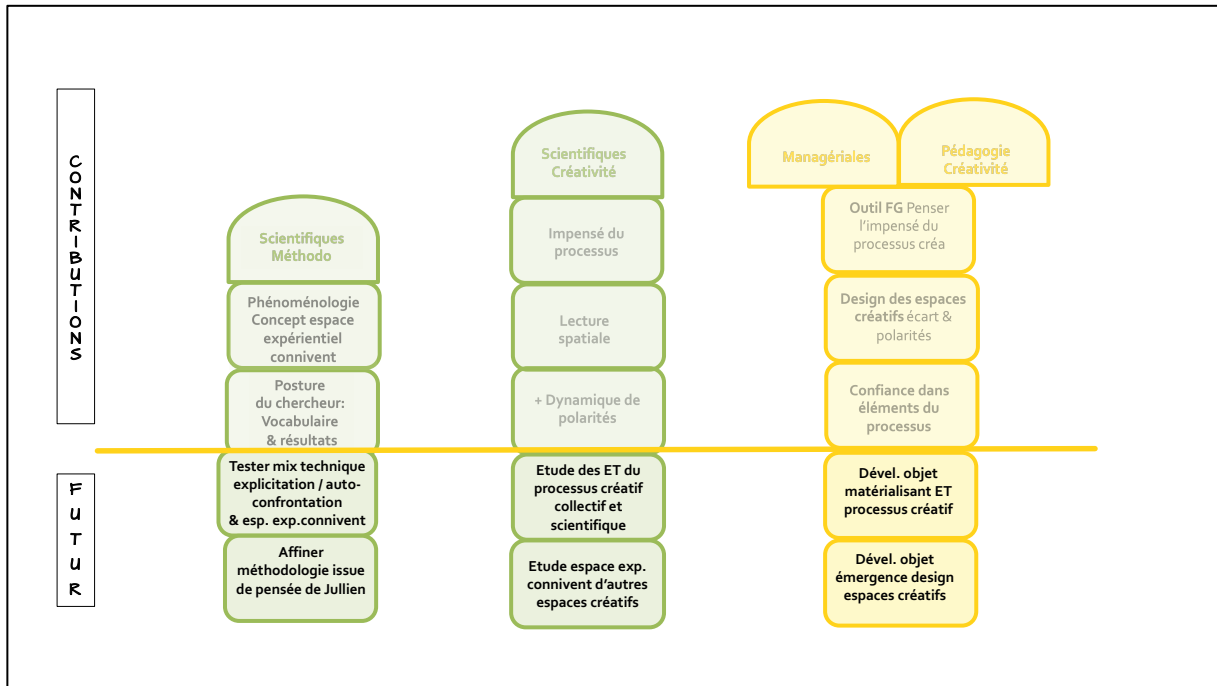 CONTRIBUTIONS
Scientifiques
Méthodo
Phénoménologie
Concept espace
expérientiel
connivent
Posture
du chercheur:
Vocabulaire
& résultats
Scientifiques
Créativité
Impensé du
processus
Lecture
spatiale
+ Dynamique de
polarités
Managériales
Pédagogie
Créativité
Outil FG Penser
l’impensé du
processus créa
Design des espaces
créatifs écart &
polarités
Confiance dans
éléments du
processus
FUTUR
Tester mix technique
explicitation / auto-
confrontation
& esp. exp.connivent
Affiner
méthodologie issue
de pensée de Jullien
Etude des ET du
processus créatif
collectif et
scientifique
Etude espace exp.
connivent d’autres
espaces créatifs
Dével. objet
matérialisant ET
processus créatif
Dével. objet
émergence design
espaces créatifs